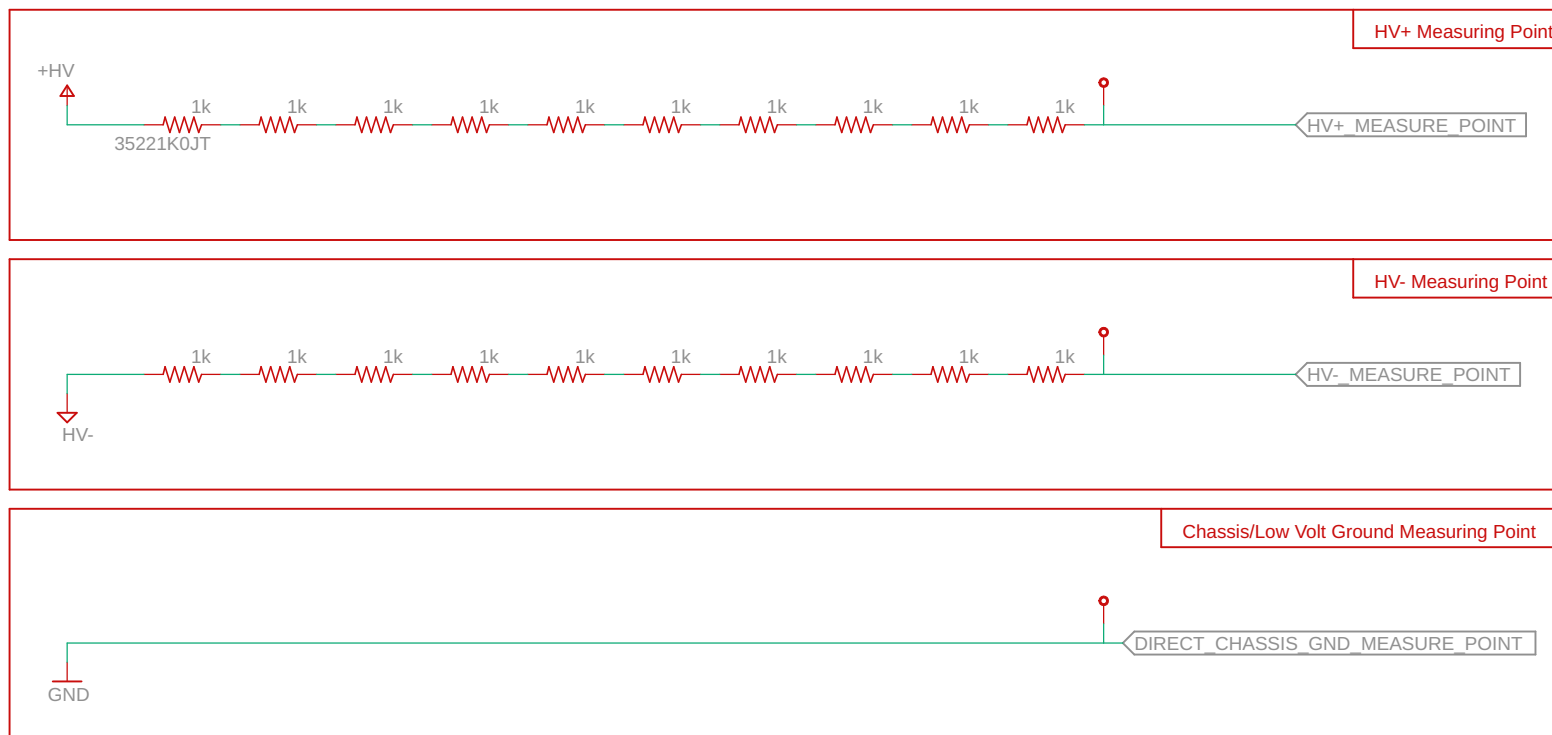 HV+ Measuring Point
+HV
1k 1k 1k 1k 1k 1k 1k 1k 1k 1k
35221K0JT
HV+_MEASURE_POINT
HV- Measuring Point
1k 1k 1k 1k 1k 1k 1k 1k 1k 1k
HV-_MEASURE_POINT
HV-
Chassis/Low Volt Ground Measuring Point
DIRECT_CHASSIS_GND_MEASURE_POINT
GND